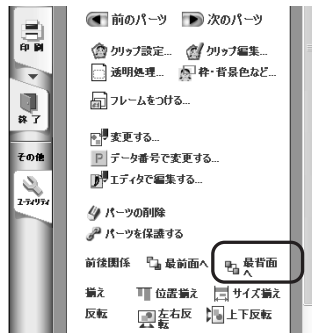 前のパーツ 次のパーツ
印刷
クリップ設定... クリップ編集...
透明処理... 枠・背景色など...
フレームをつける...
終了
変更する...
その他
P データ番号で変更する...
エディタで編集する...
ユーティリティ
パーツの削除
パーツを保護する
前後関係 最前面へ 最背面へ
揃え 位置揃え サイズ揃え
反転 左右反転 上下反転